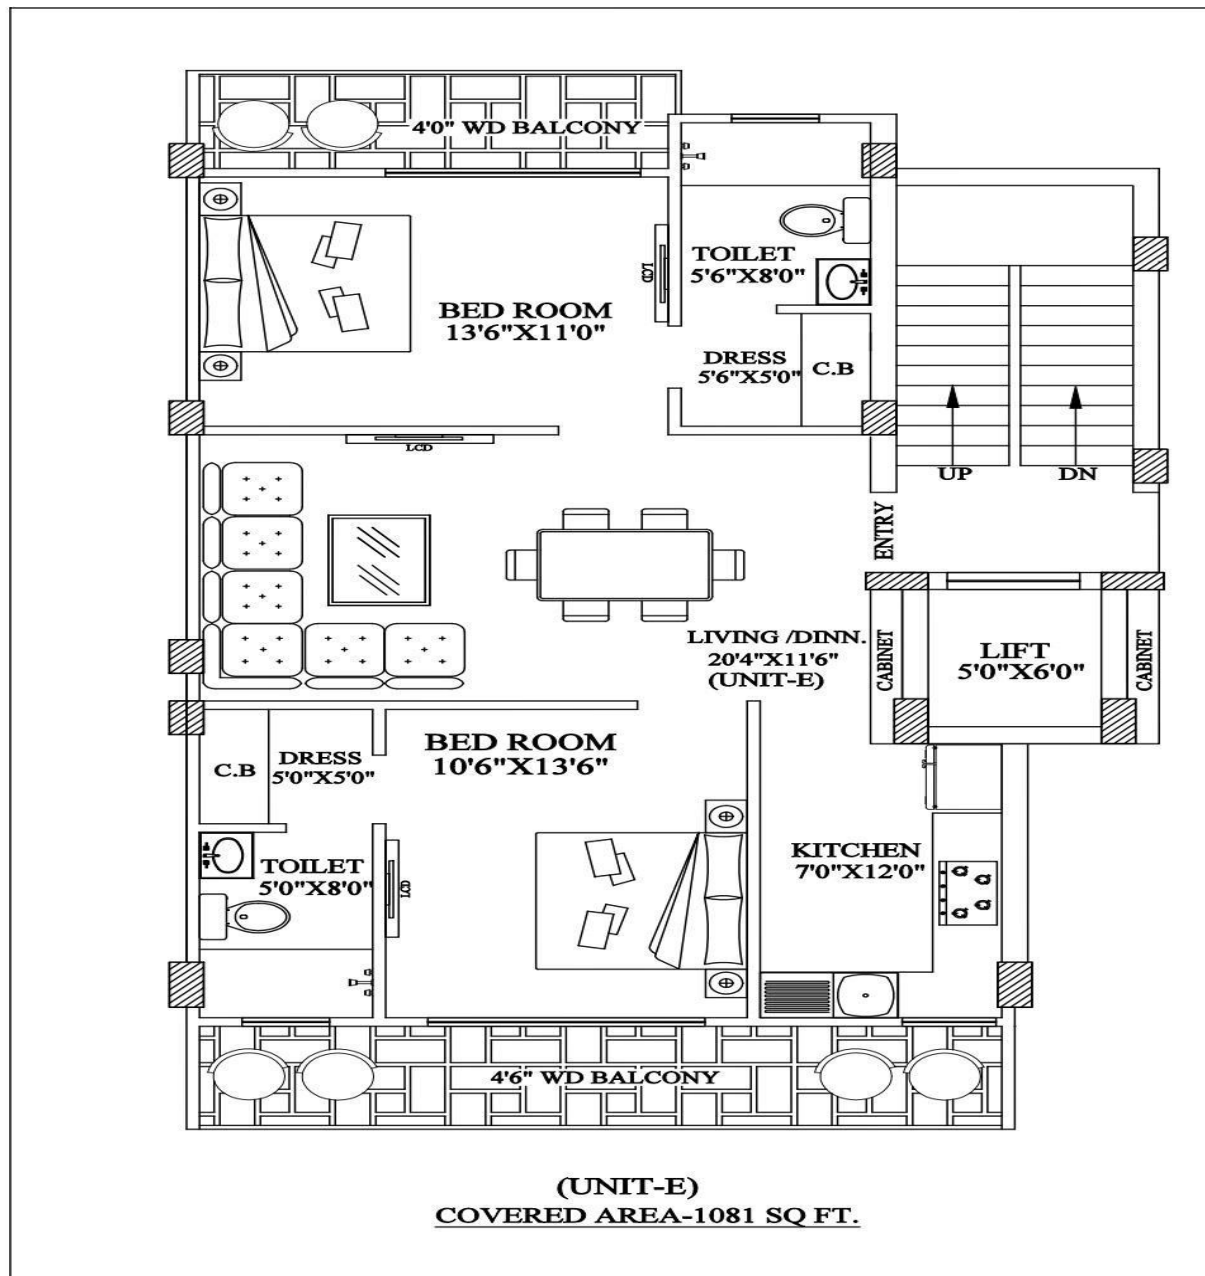 4'0" WD BALCONY
TOILET
5'6"X8'0"
LCD
BED ROOM
13'6"X11'0"
DRESS
5'6"X5'0"
C.B
LCD
UP
DN
ENTRY
LIVING /DINN.
20'4"X11'6"
(UNIT-E)
CABINET
LIFT
5'0"X6'0"
CABINET
BED ROOM
10'6"X13'6"
DRESS
5'0"X5'0"
C.B
TOILET
5'0"X8'0"
LCD
KITCHEN
7'0"X12'0"
4'6" WD BALCONY
(UNIT-E)
COVERED AREA-1081 SQ FT.